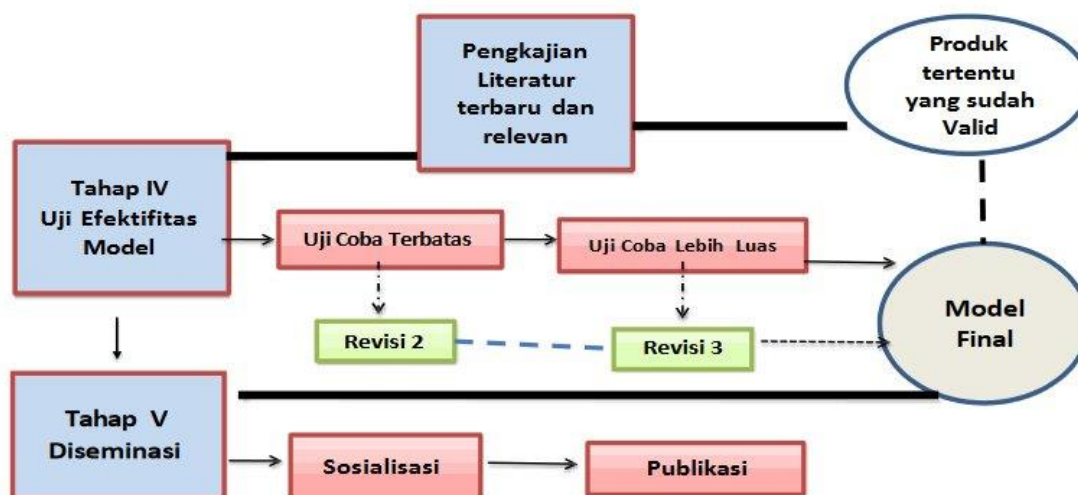 Pengkajian
Literatur
terbaru dan
relevan
Produk
tertentu
yang sudah
Valid
Tahap IV
Uji Efektifitas
Model
Uji Coba Terbatas
Uji Coba Lebih Luas
Model
Final
Revisi 2
Revisi 3
Tahap V
Diseminasi
Sosialisasi
Publikasi